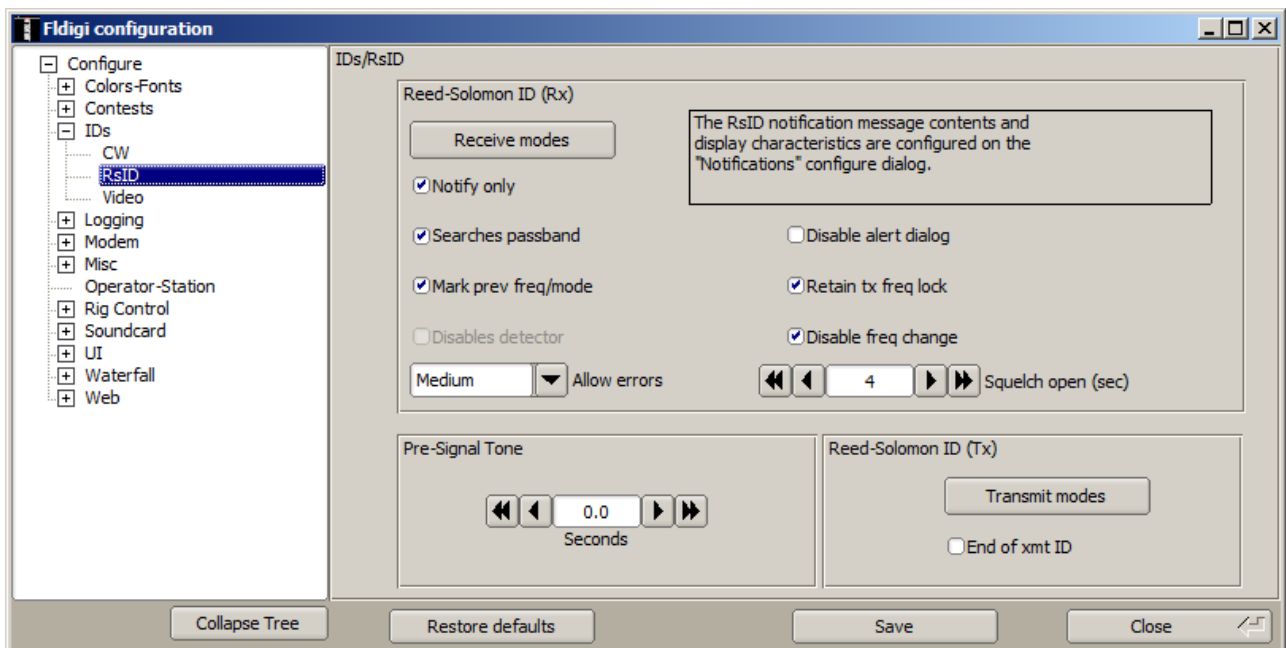 Fldigi configuration
Configure
Colors-Fonts
Contests
IDs
CW
RsID
Video
Logging
Modem
Misc
Operator-Station
Rig Control
Soundcard
UI
Waterfall
Web
Collapse Tree
IDs/RsID
Reed-Solomon ID (Rx)
Receive modes
The RsID notification message contents and
display characteristics are configured on the
"Notifications" configure dialog.
Notify only
Searches passband
Disable alert dialog
Mark prev freq/mode
Retain tx freq lock
Disables detector
Disable freq change
Medium Allow errors
4 Squelch open (sec)
Pre-Signal Tone
0.0
Seconds
Reed-Solomon ID (Tx)
Transmit modes
End of xmt ID
Restore defaults
Save
Close